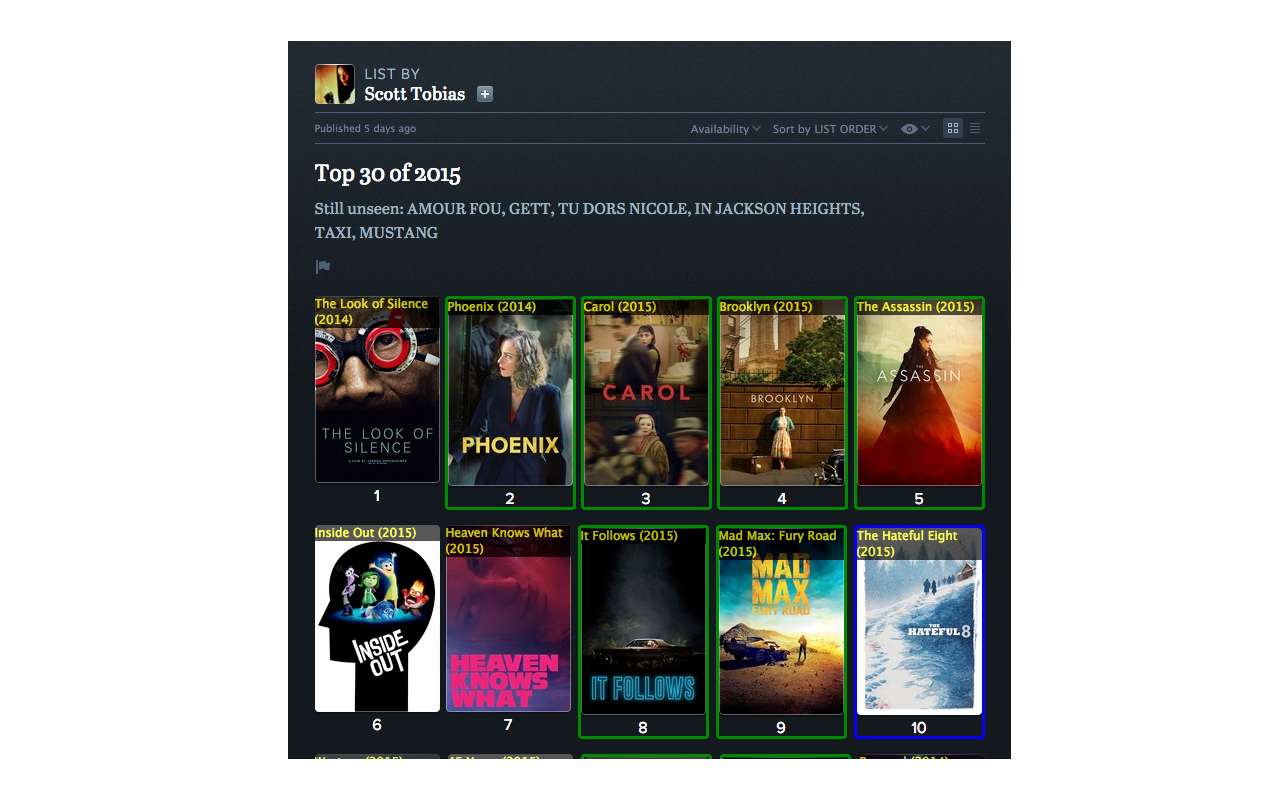 LIST BY
Scott Tobias
Published 5 days ago
Availability
Sort by LIST ORDER
Top 30 of 2015
Still unseen: AMOUR FOU, GETT, TU DORS NICOLE, IN JACKSON HEIGHTS,
TAXI, MUSTANG
The Look of Silence
(2014)
THE LOOK OF
SILENCE
1
Phoenix (2014)
PHOENIX
2
Carol (2015)
CAROL
3
Brooklyn (2015)
BROOKLYN
4
The Assassin (2015)
THE
ASSASSIN
5
Inside Out (2015)
INSIDE
OUT
6
Heaven Knows What
(2015)
HEAVEN
KNOWS
WHAT
7
It Follows (2015)
IT FOLLOWS
8
Mad Max: Fury Road
(2015)
MAD
MAX
FURY ROAD
9
The Hateful Eight
(2015)
THE
HATEFUL 8
10